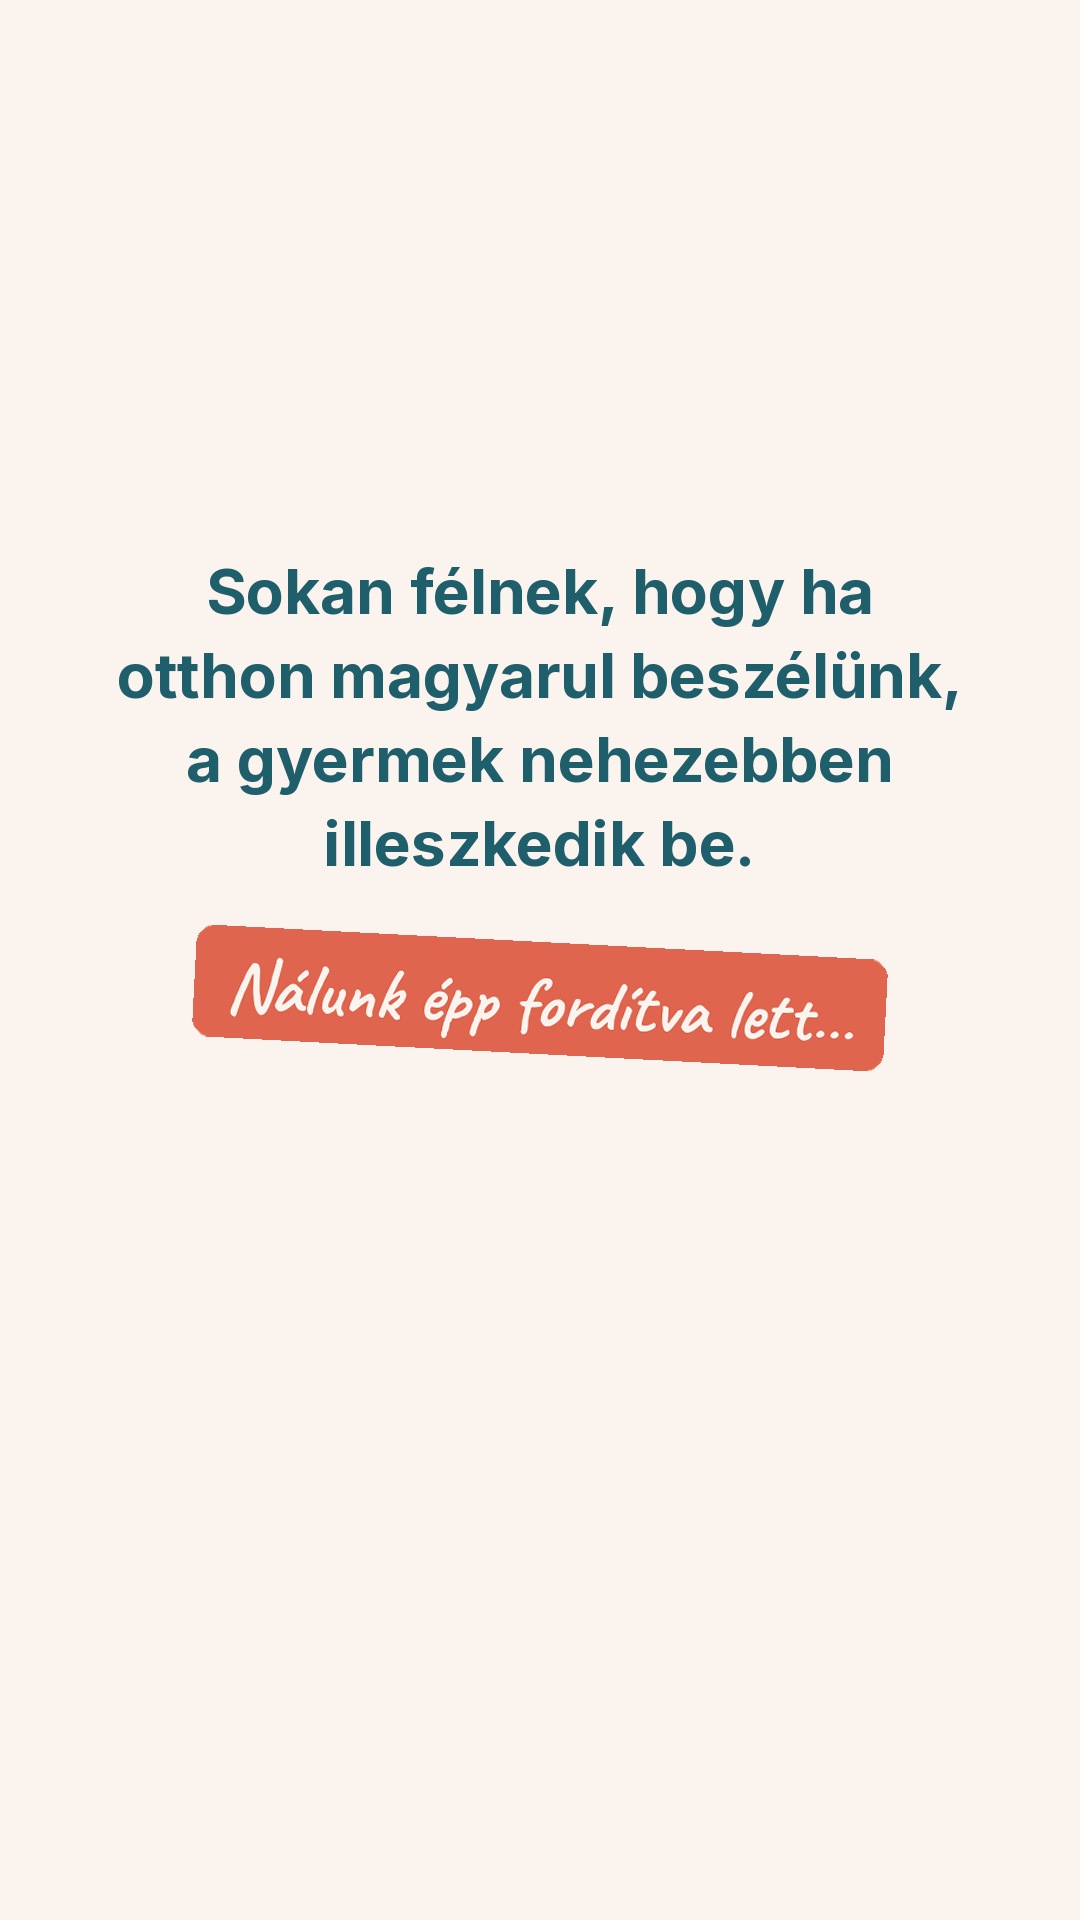 Sokan félnek, hogy ha
otthon magyarul beszélünk,
a gyermek nehezebben
illeszkedik be.
Nálunk épp fordítva lett...